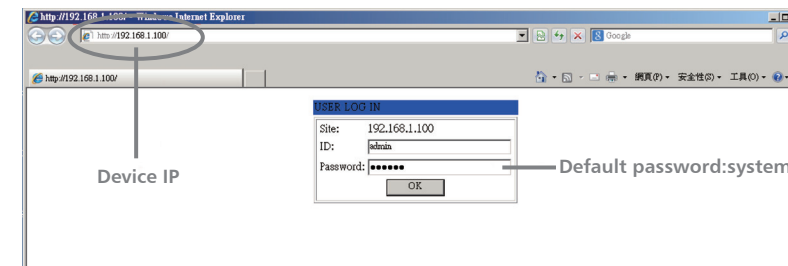 http://192.168.1.100/ - Windows Internet Explorer
http://192.168.1.100/
Google
http://192.168.1.100/
網頁(P) 安全性(S) 工具(O)
USER LOG IN
Site: 192.168.1.100
ID: admin
Password: ●●●●●●
OK
Device IP
Default password:system